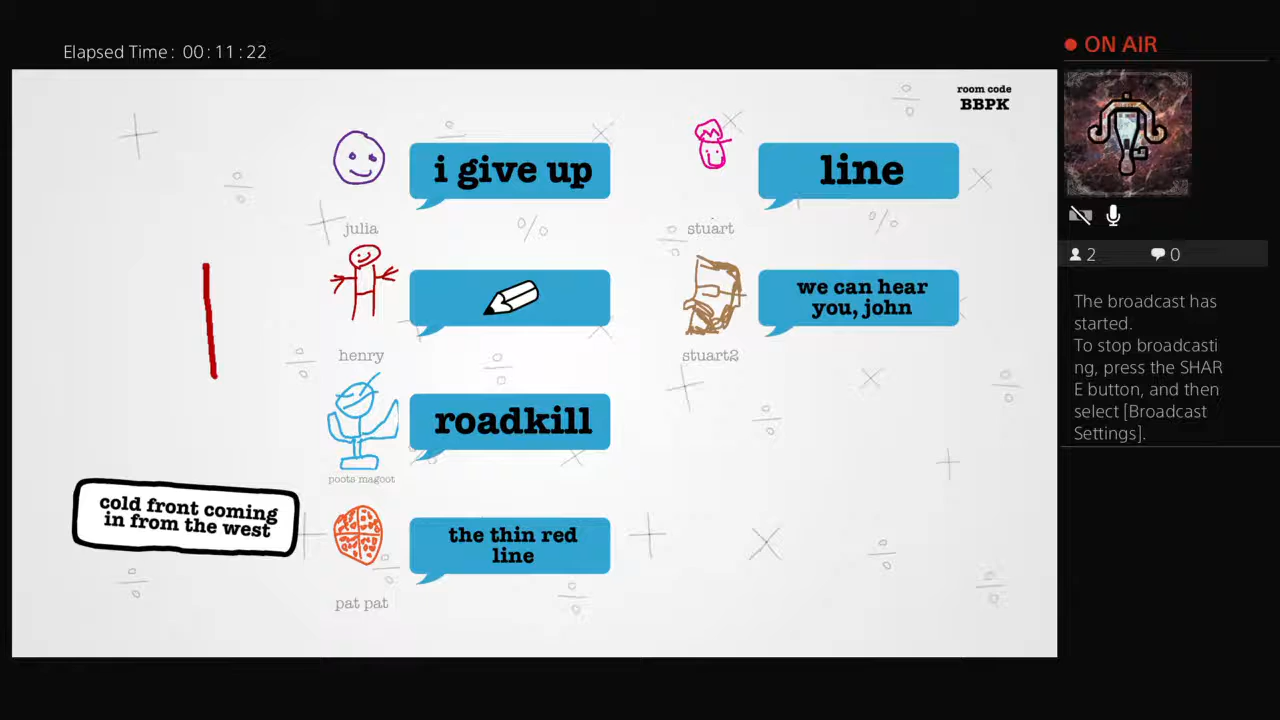 Elapsed Time: 00:11:22
ON AIR
room code
BBPK
i give up
line
julia
stuart
we can hear
you, john
henry
stuart2
roadkill
poots magoot
cold front coming
in from the west
the thin red
line
pat pat
2
0
The broadcast has
started.
To stop broadcasti
ng, press the SHAR
E button, and then
select [Broadcast
Settings].